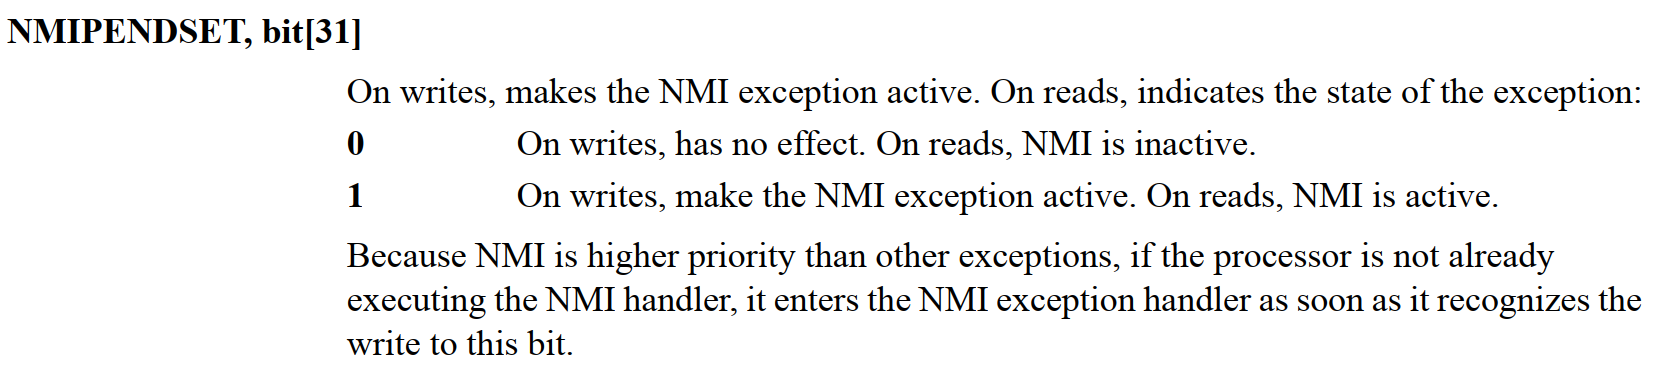 NMIPENDSET, bit[31]
On writes, makes the NMI exception active. On reads, indicates the state of the exception:
0 On writes, has no effect. On reads, NMI is inactive.
1 On writes, make the NMI exception active. On reads, NMI is active.
Because NMI is higher priority than other exceptions, if the processor is not already
executing the NMI handler, it enters the NMI exception handler as soon as it recognizes the
write to this bit.